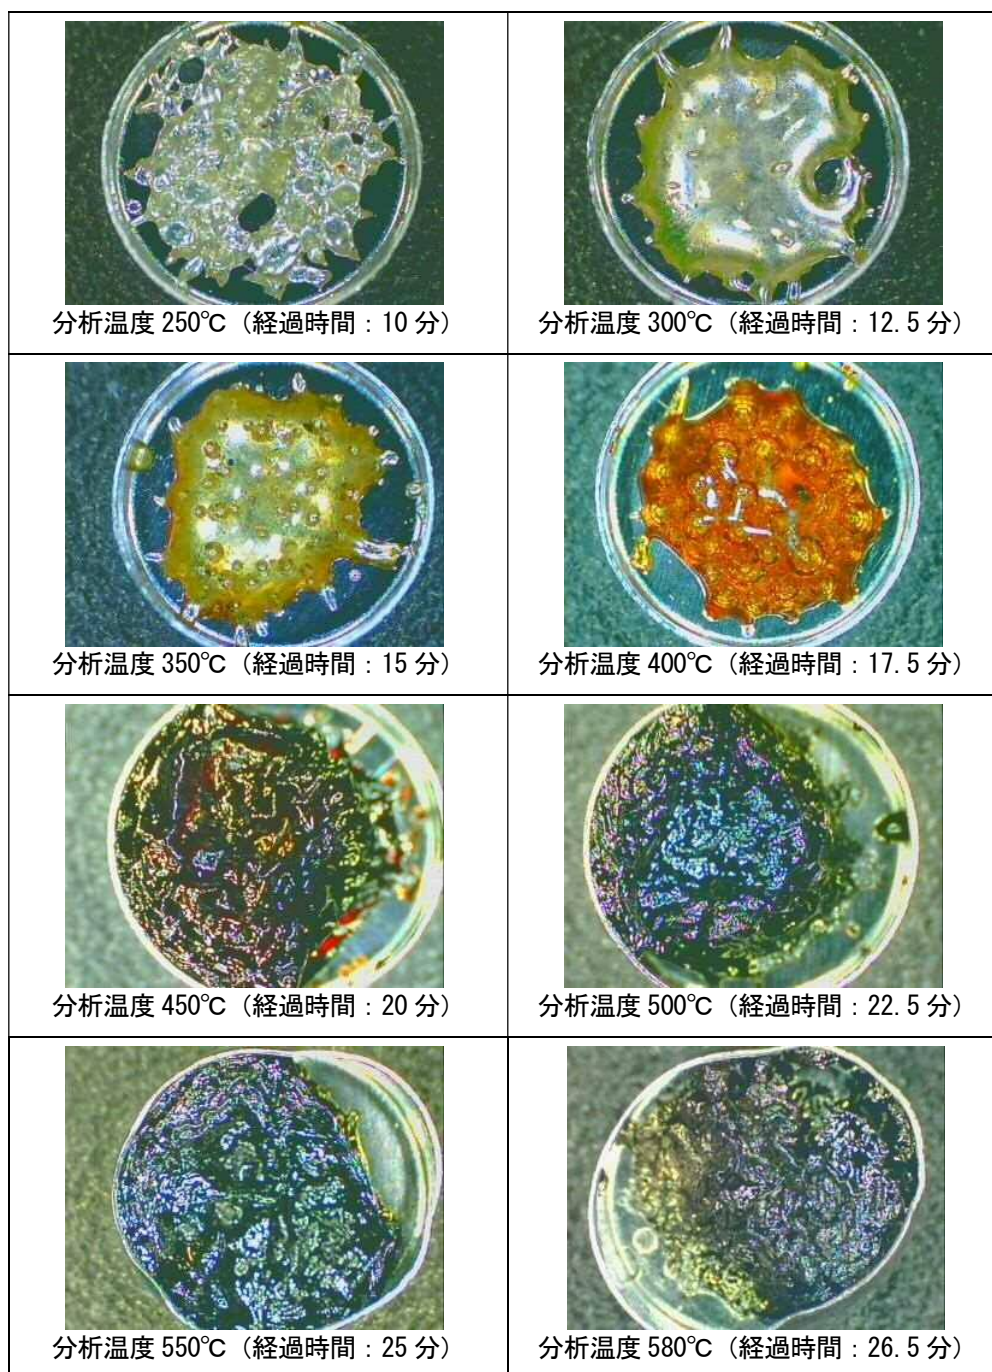 分析温度 250℃（経過時間：10 分）
分析温度 300℃（経過時間：12.5 分）
分析温度 350℃（経過時間：15 分）
分析温度 400℃（経過時間：17.5 分）
分析温度 450℃（経過時間：20 分）
分析温度 500℃（経過時間：22.5 分）
分析温度 550℃（経過時間：25 分）
分析温度 580℃（経過時間：26.5 分）